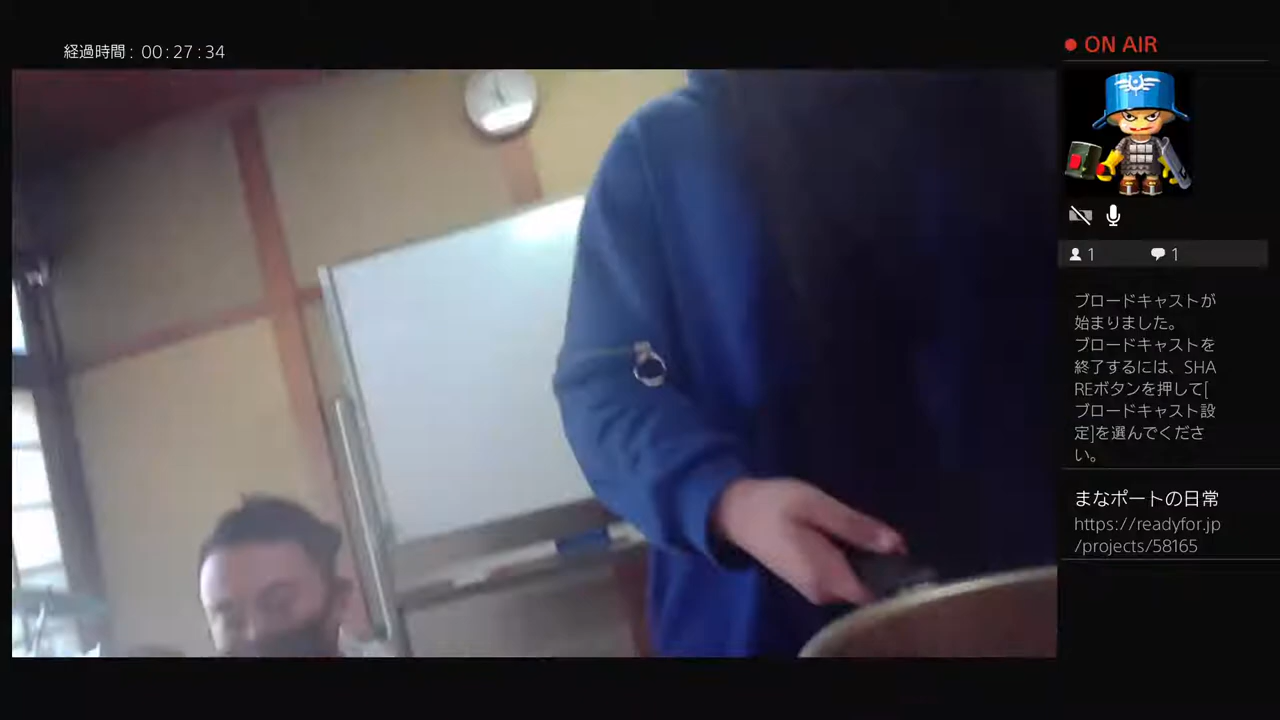 経過時間: 00:27:34
ON AIR
1 1
ブロードキャストが
始まりました。
ブロードキャストを
終了するには、SHA
REボタンを押して[
ブロードキャスト設
定]を選んでくださ
い。
まなポートの日常
https://readyfor.jp
/projects/58165